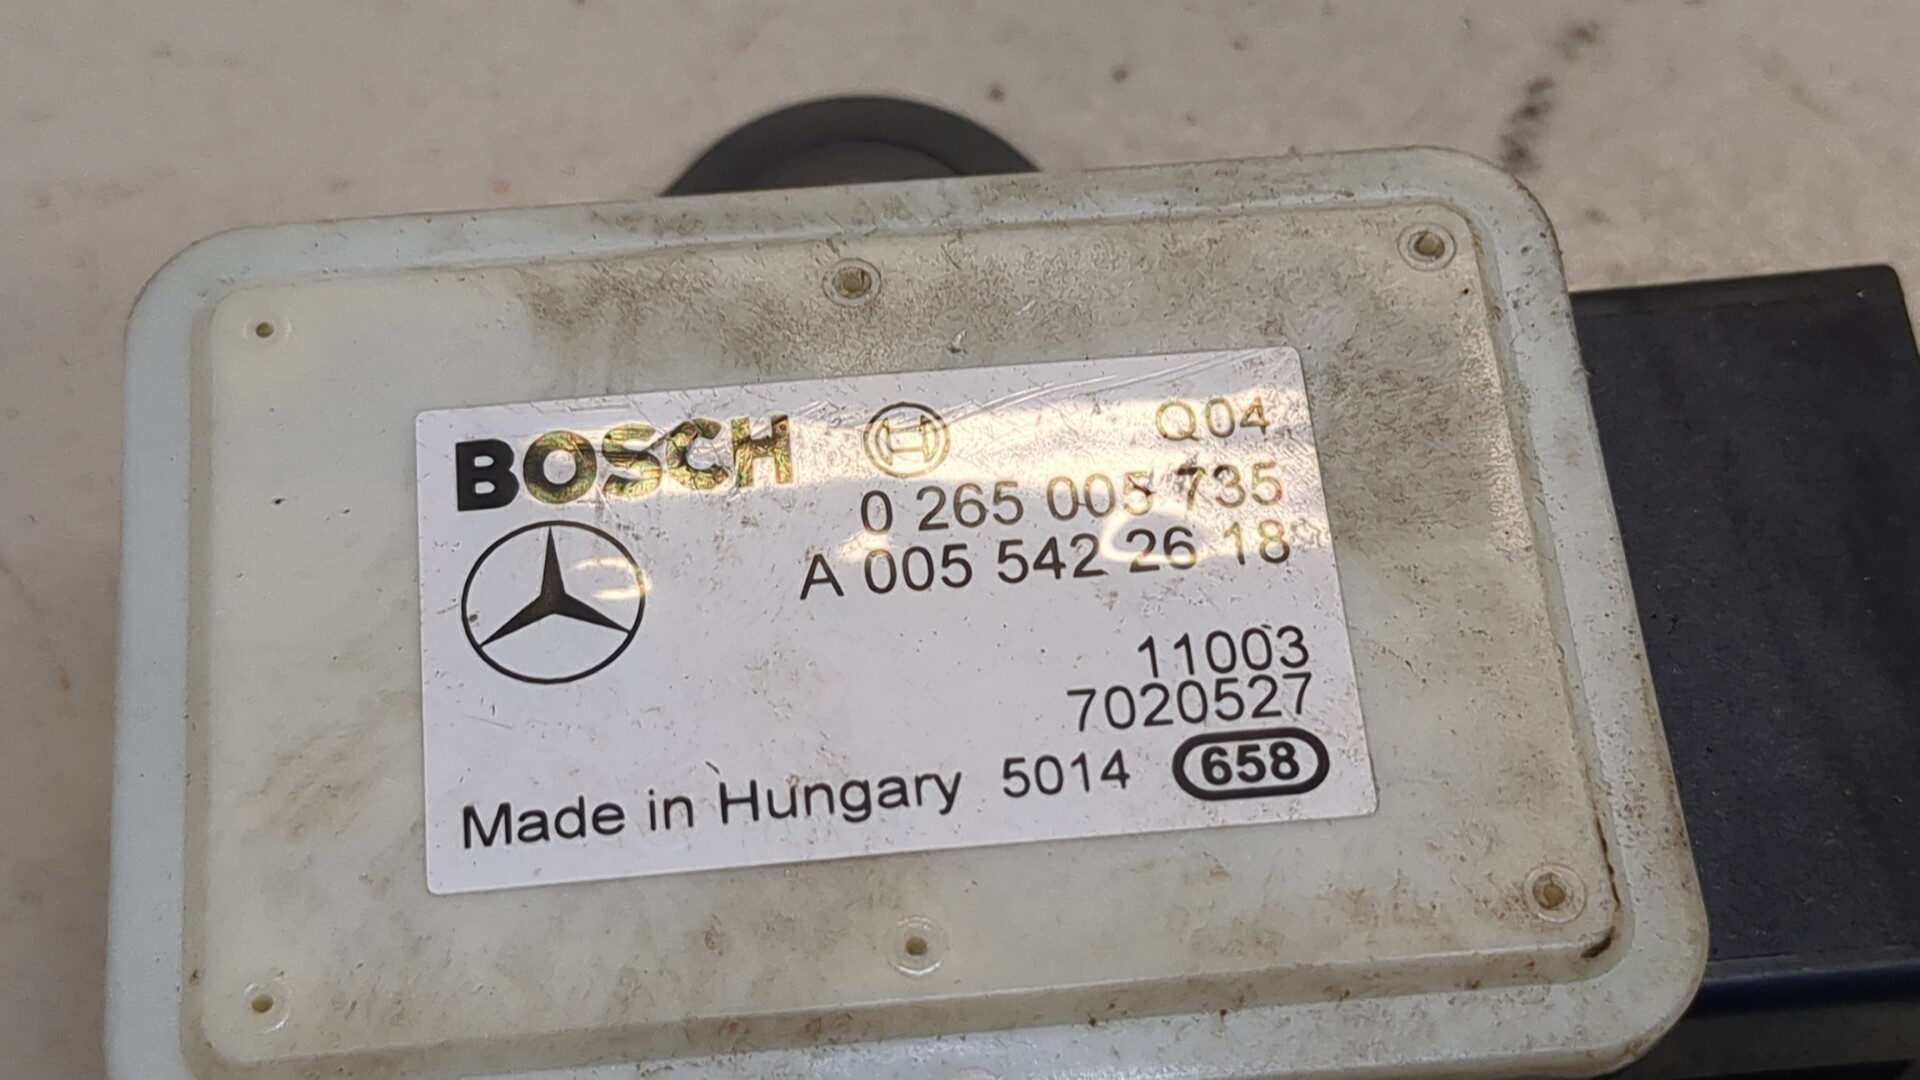 BOSCH Q04
0 265 005 735
A 005 542 26 18
11003
7020527
Made in Hungary 5014 658